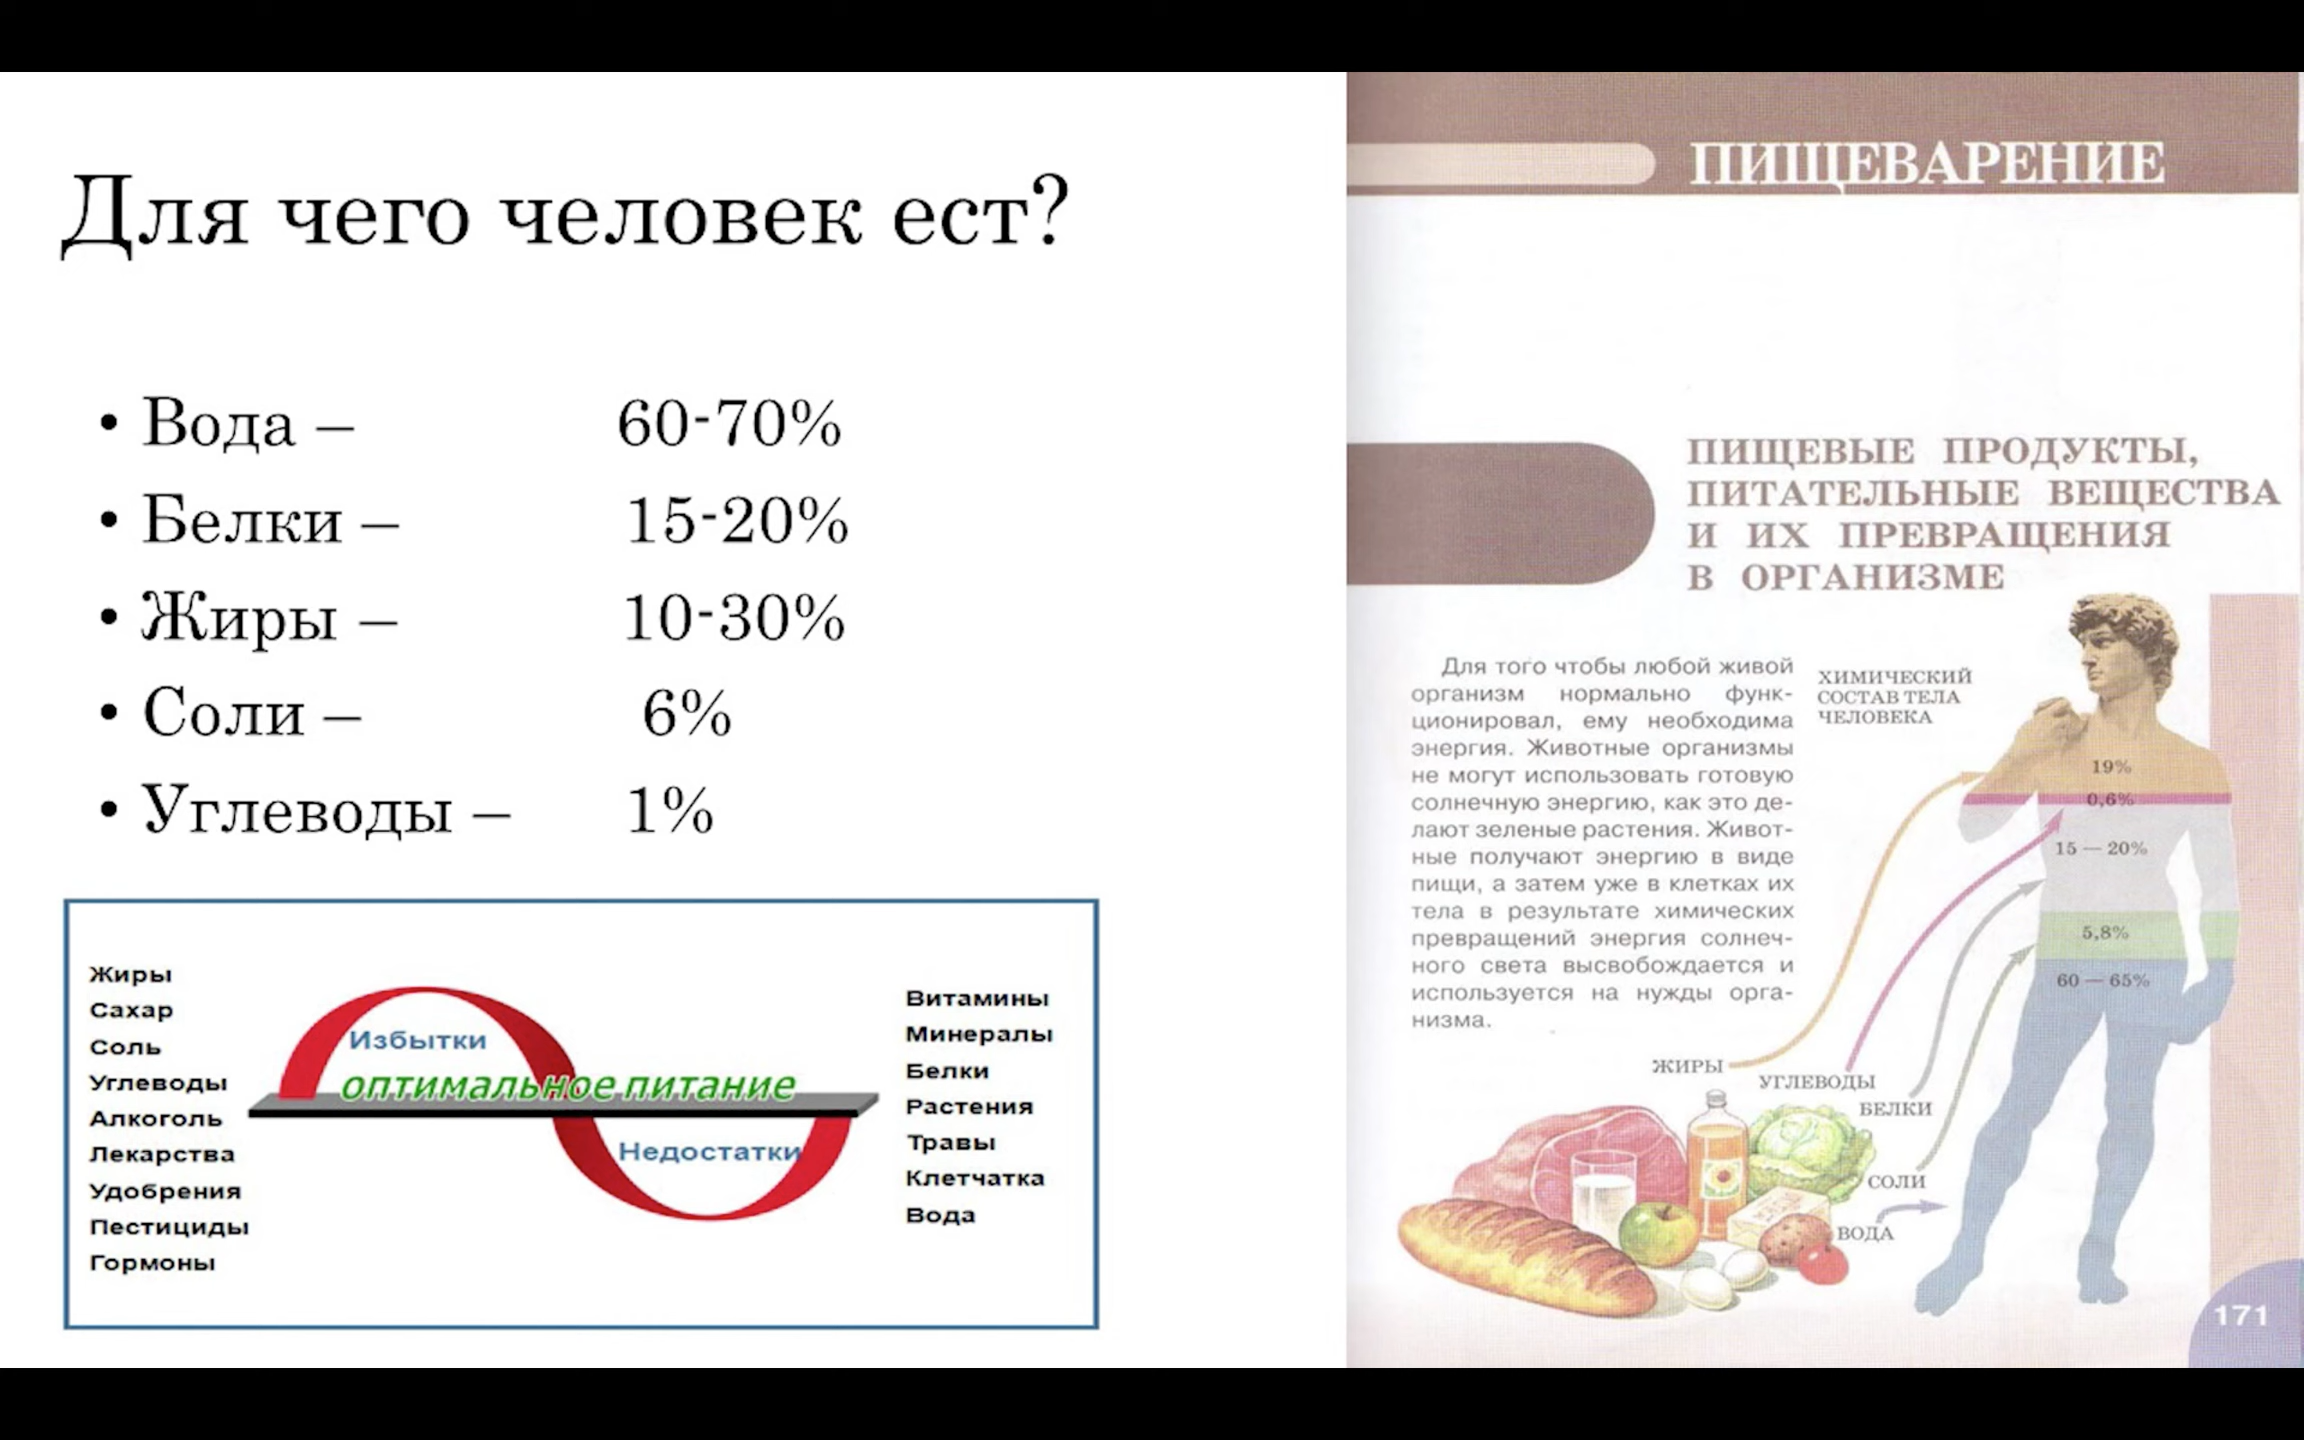 Для чего человек ест?
• Вода – 60-70%
• Белки – 15-20%
• Жиры – 10-30%
• Соли – 6%
• Углеводы – 1%
Жиры
Сахар
Соль
Углеводы
Алкоголь
Лекарства
Удобрения
Пестициды
Гормоны
Избытки
оптимальное питание
Недостатки
Витамины
Минералы
Белки
Растения
Травы
Клетчатка
Вода
ПИЩЕВАРЕНИЕ
ПИЩЕВЫЕ ПРОДУКТЫ,
ПИТАТЕЛЬНЫЕ ВЕЩЕСТВА
И ИХ ПРЕВРАЩЕНИЯ
В ОРГАНИЗМЕ
Для того чтобы любой живой
организм нормально функ-
ционировал, ему необходима
энергия. Животные организмы
не могут использовать готовую
солнечную энергию, как это де-
лают зеленые растения. Живот-
ные получают энергию в виде
пищи, а затем уже в клетках их
тела в результате химических
превращений энергия солнеч-
ного света высвобождается и
используется на нужды орга-
низма.
ХИМИЧЕСКИЙ
СОСТАВ ТЕЛА
ЧЕЛОВЕКА
19%
0,6%
15 — 20%
5,8%
60 — 65%
ЖИРЫ
УГЛЕВОДЫ
БЕЛКИ
СОЛИ
ВОДА
171